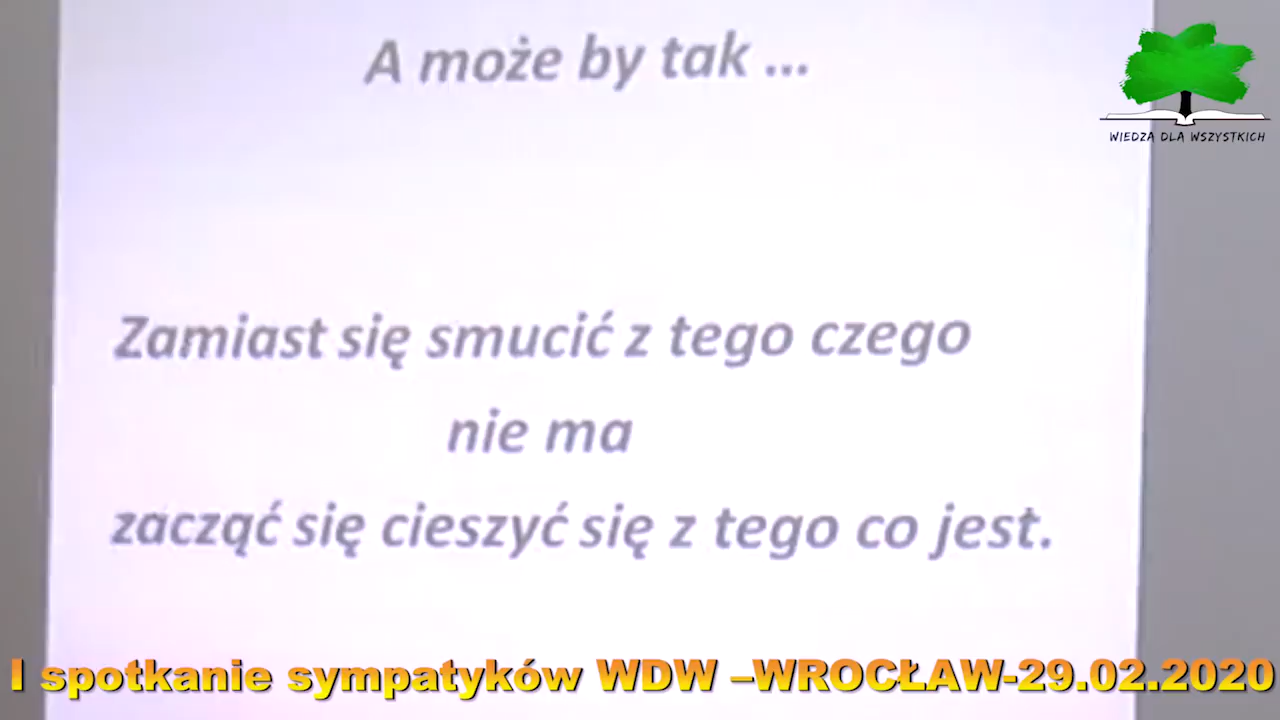 A może by tak ...
WIEDZA DLA WSZYSTKICH
Zamiast się smucić z tego czego
nie ma
zacząć się cieszyć się z tego co jest.
I spotkanie sympatyków WDW –WROCŁAW-29.02.2020